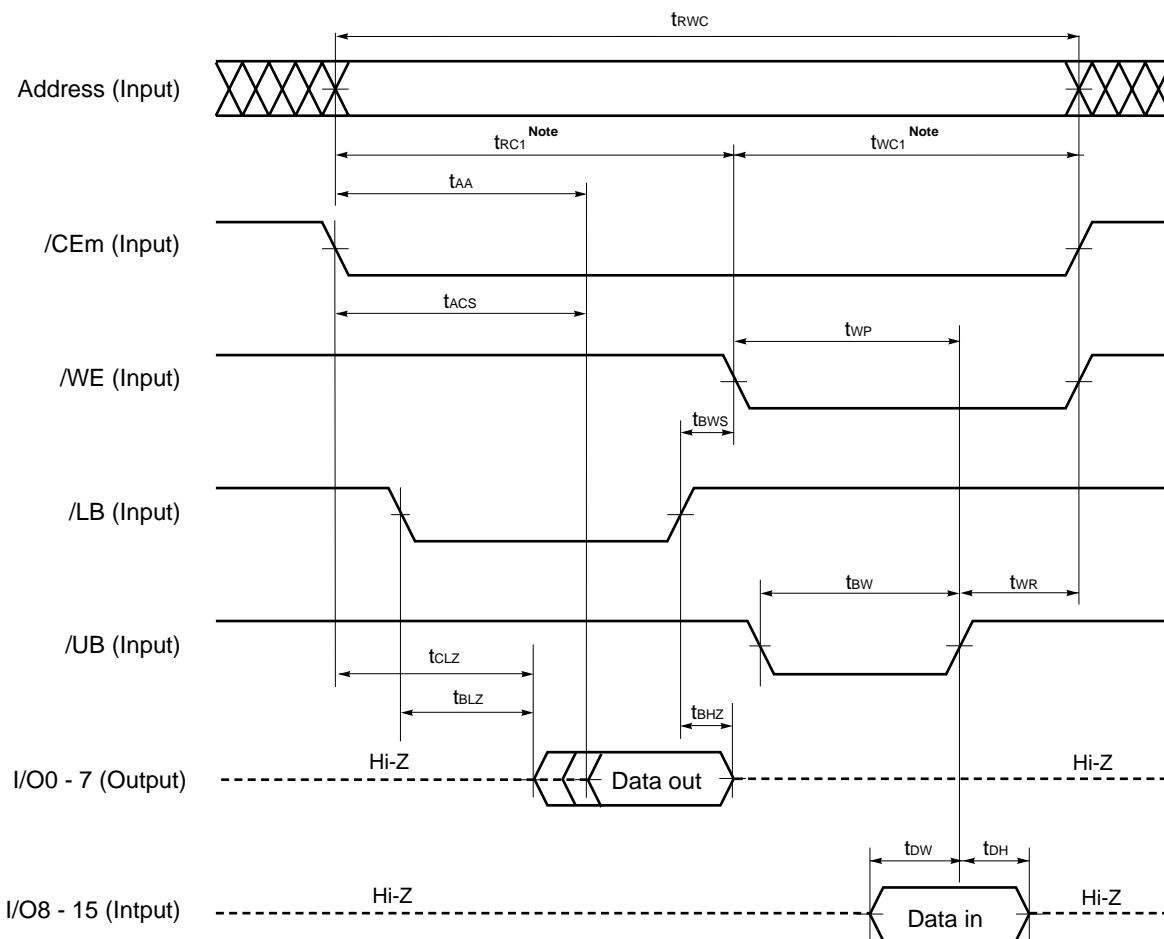 tRWC
Address (Input)
tRC1 Note
tWC1 Note
tAA
/CEm (Input)
tACS
tWP
/WE (Input)
tBWS
/LB (Input)
tBW
tWR
/UB (Input)
tCLZ
tBLZ
tBHZ
Hi-Z
Hi-Z
I/O0 - 7 (Output)
Data out
tDW
tDH
Hi-Z
Hi-Z
I/O8 - 15 (Intput)
Data in